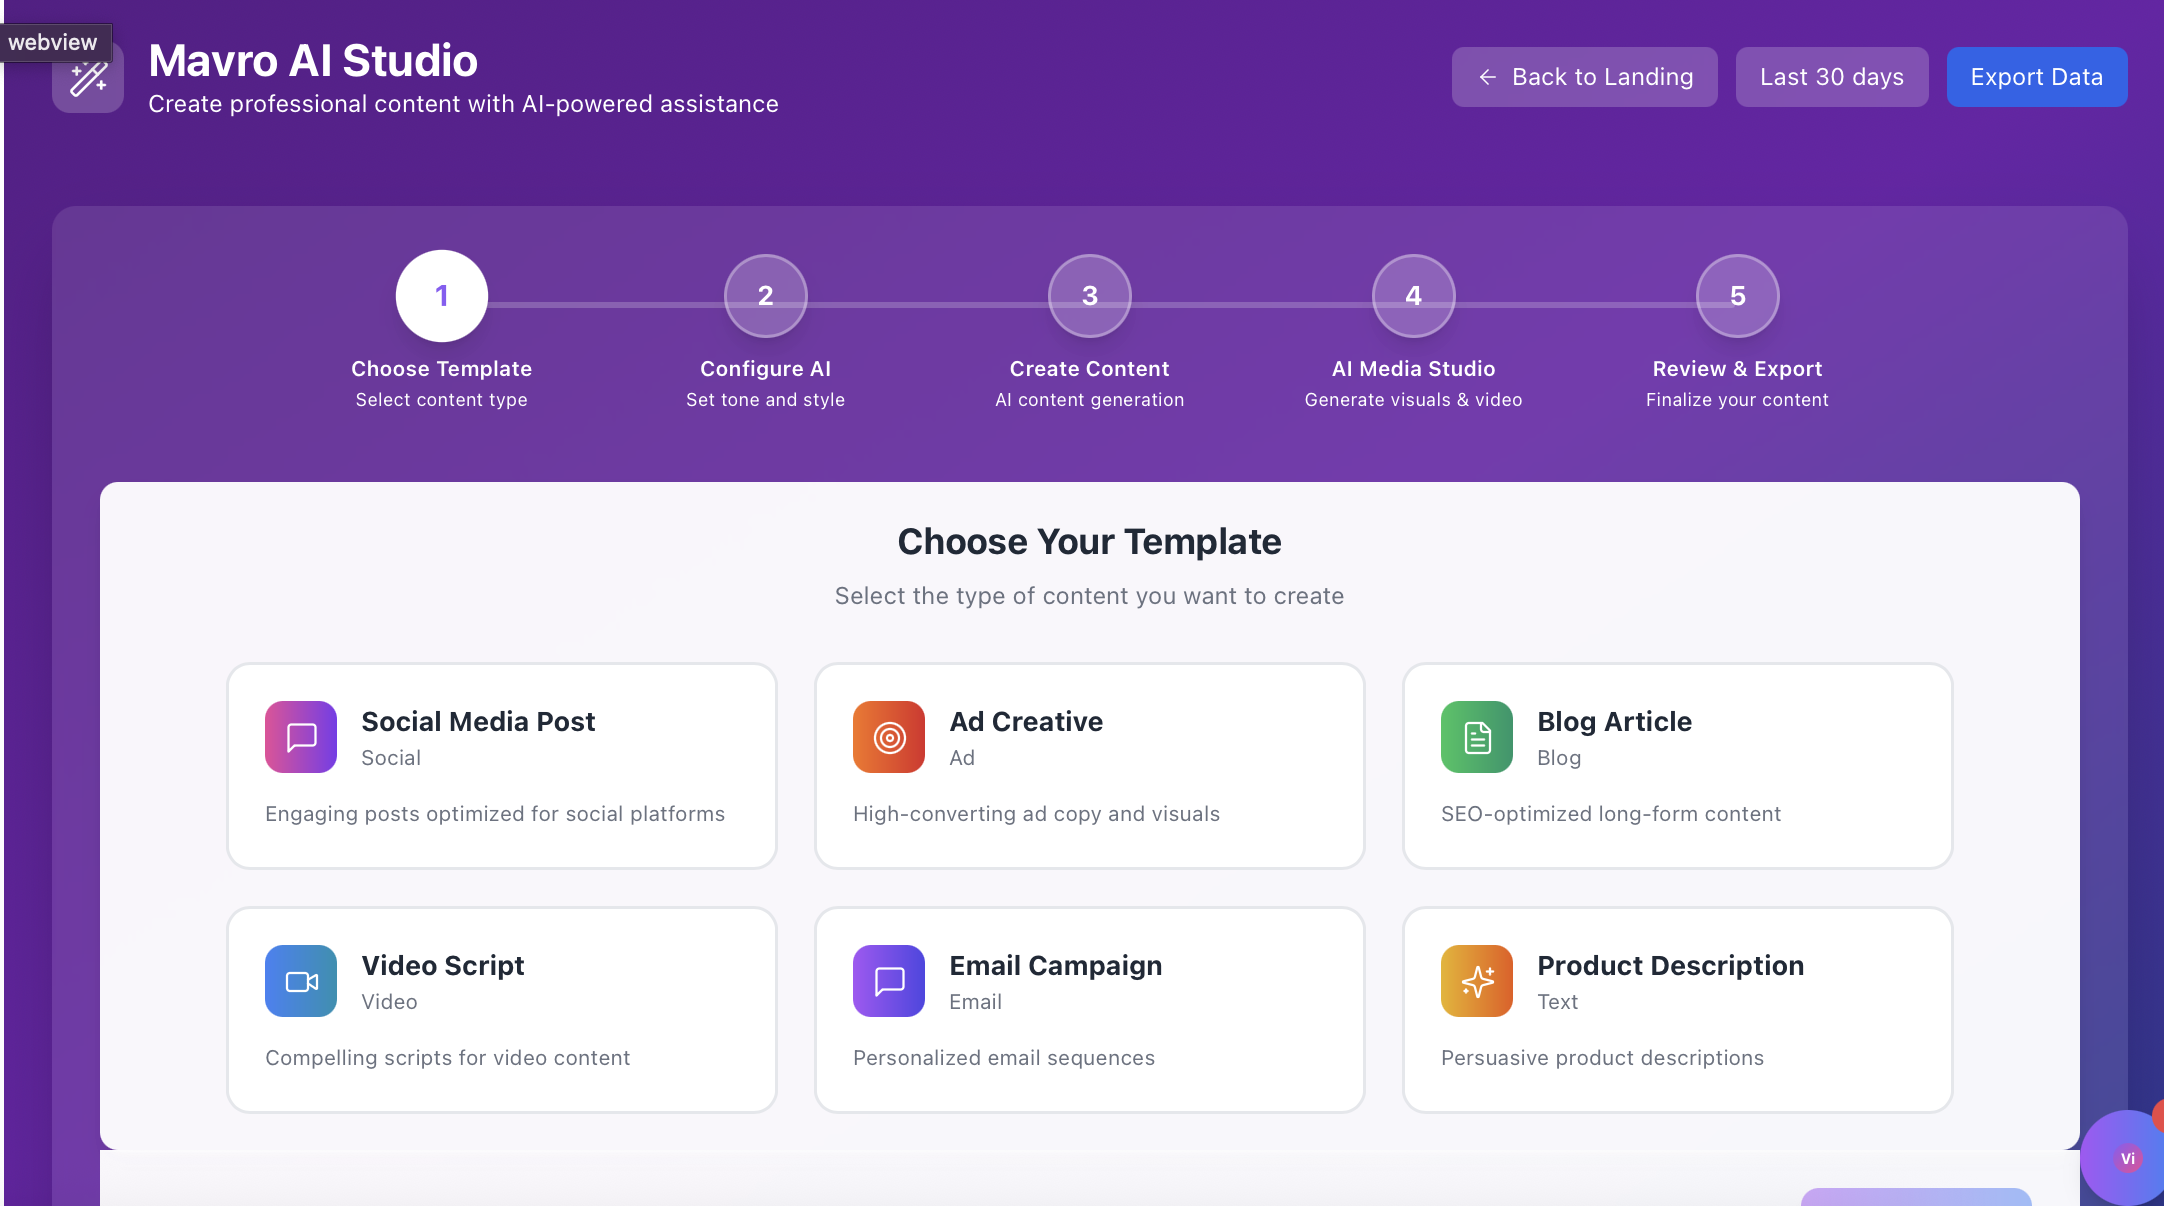 webview
Mavro AI Studio
Create professional content with AI-powered assistance
Back to Landing
Last 30 days
Export Data
1
2
3
4
5
Choose Template
Configure AI
Create Content
AI Media Studio
Review & Export
Select content type
Set tone and style
AI content generation
Generate visuals & video
Finalize your content
Choose Your Template
Select the type of content you want to create
Social Media Post
Social
Engaging posts optimized for social platforms
Ad Creative
Ad
High-converting ad copy and visuals
Blog Article
Blog
SEO-optimized long-form content
Video Script
Video
Compelling scripts for video content
Email Campaign
Email
Personalized email sequences
Product Description
Text
Persuasive product descriptions
Vi